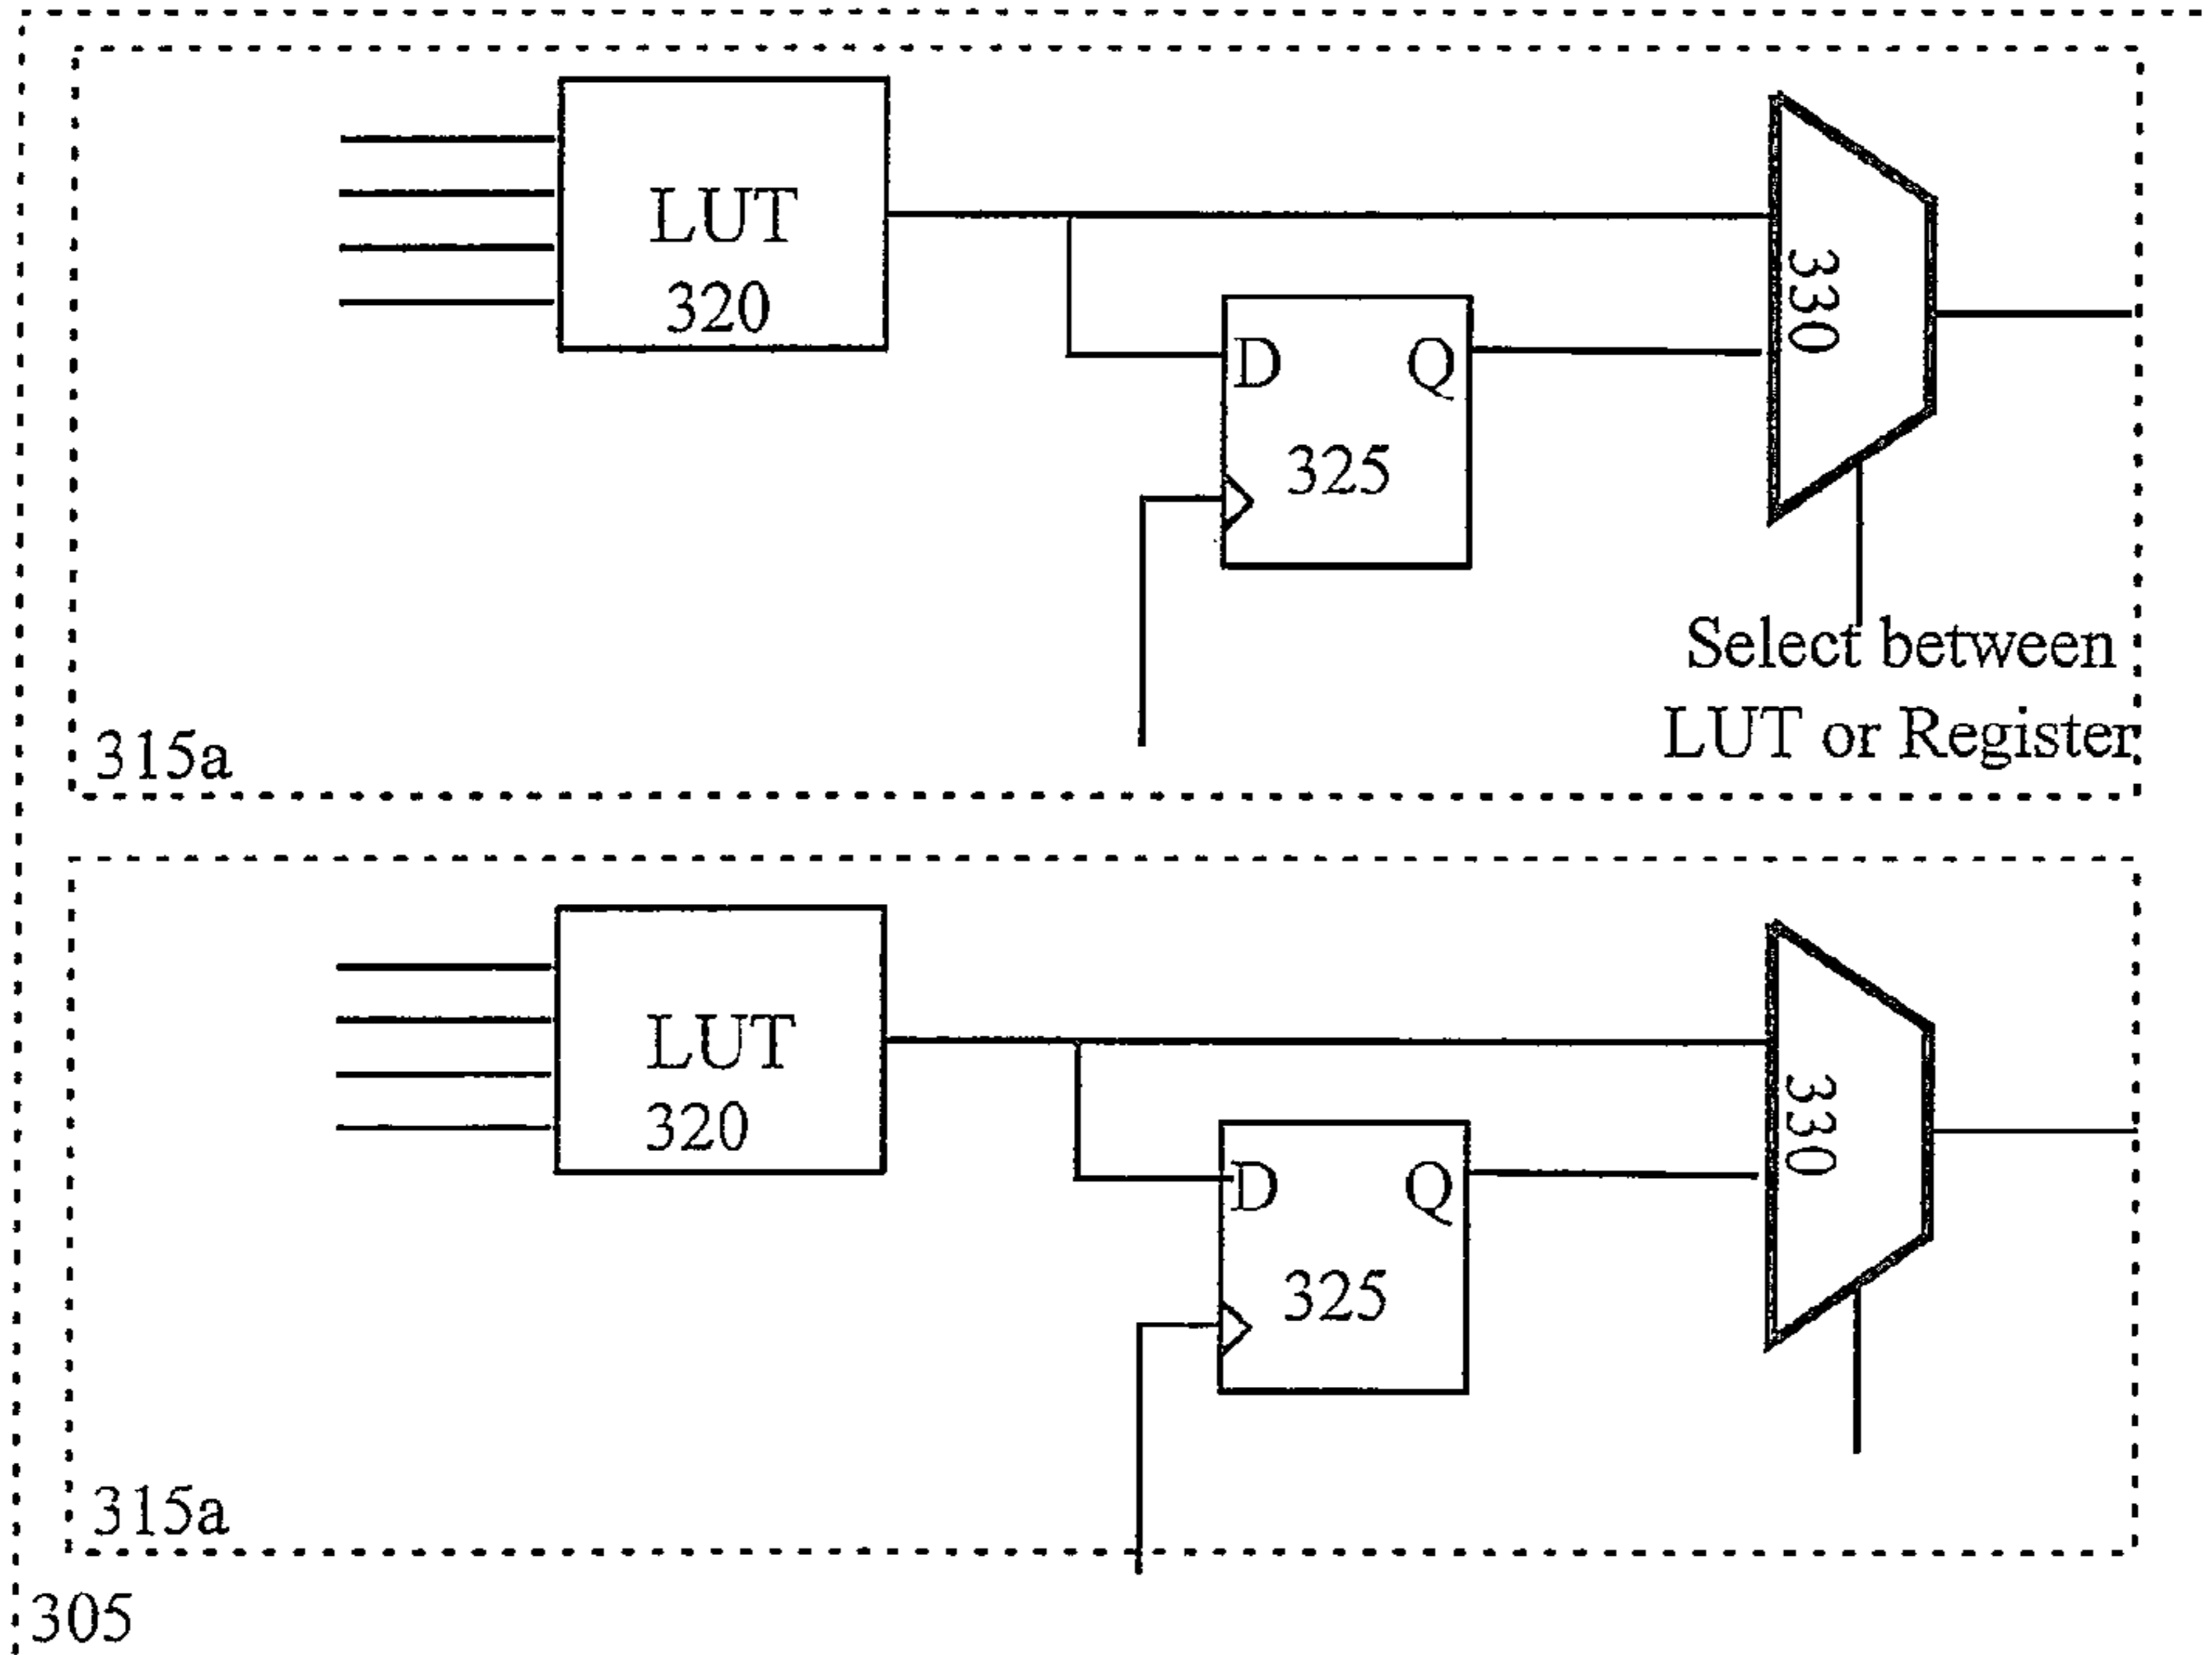 LUT
320
330
D
Q
325
Select between
LUT or Register
315a
LUT
320
330
D
Q
325
315a
305